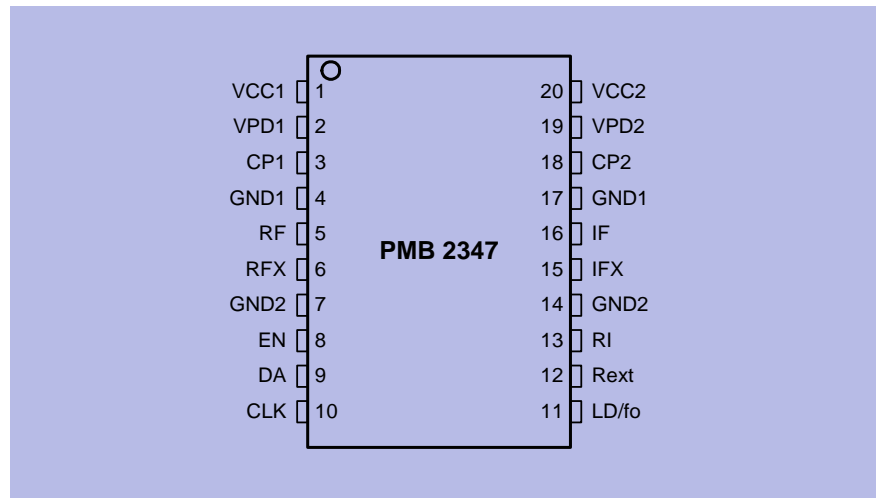 VCC1 1 20 VCC2
VPD1 2 19 VPD2
CP1 3 18 CP2
GND1 4 17 GND1
RF 5 16 IF
PMB 2347
RFX 6 15 IFX
GND2 7 14 GND2
EN 8 13 RI
DA 9 12 Rext
CLK 10 11 LD/fo